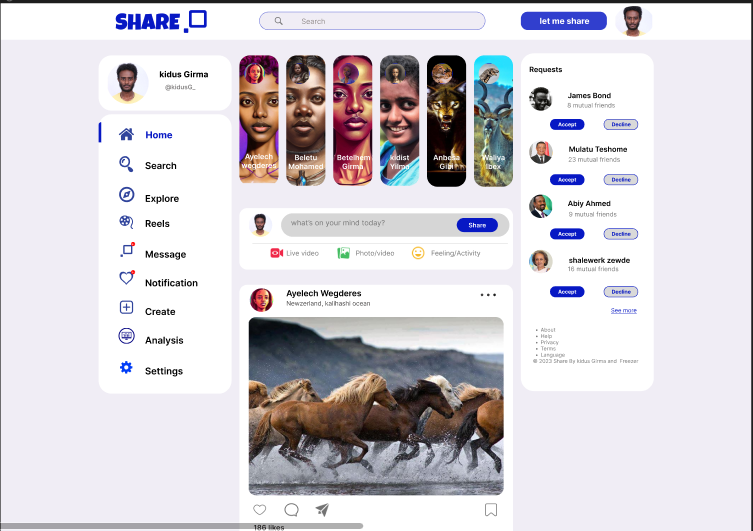 SHARE
Search
let me share
kidus Girma
@kidusG_
Home
Search
Explore
Reels
Message
Notification
Create
Analysis
Settings
Ayelech
wegderes
Beletu
Mohamed
Betelhem
Girma
kidist
Yilma
Anbesa
Gibi
Waliya
Ibex
what's on your mind today?
Share
Live video
Photo/video
Feeling/Activity
Ayelech Wegderes
Newzerland, kalihashi ocean
186 likes
Requests
James Bond
8 mutual friends
Accept
Decline
Mulatu Teshome
23 mutual friends
Accept
Decline
Abiy Ahmed
9 mutual friends
Accept
Decline
shalewerk zewde
16 mutual friends
Accept
Decline
See more
• About
• Help
• Privacy
• Terms
• Language
© 2023 Share By kidus Girma and Freezer